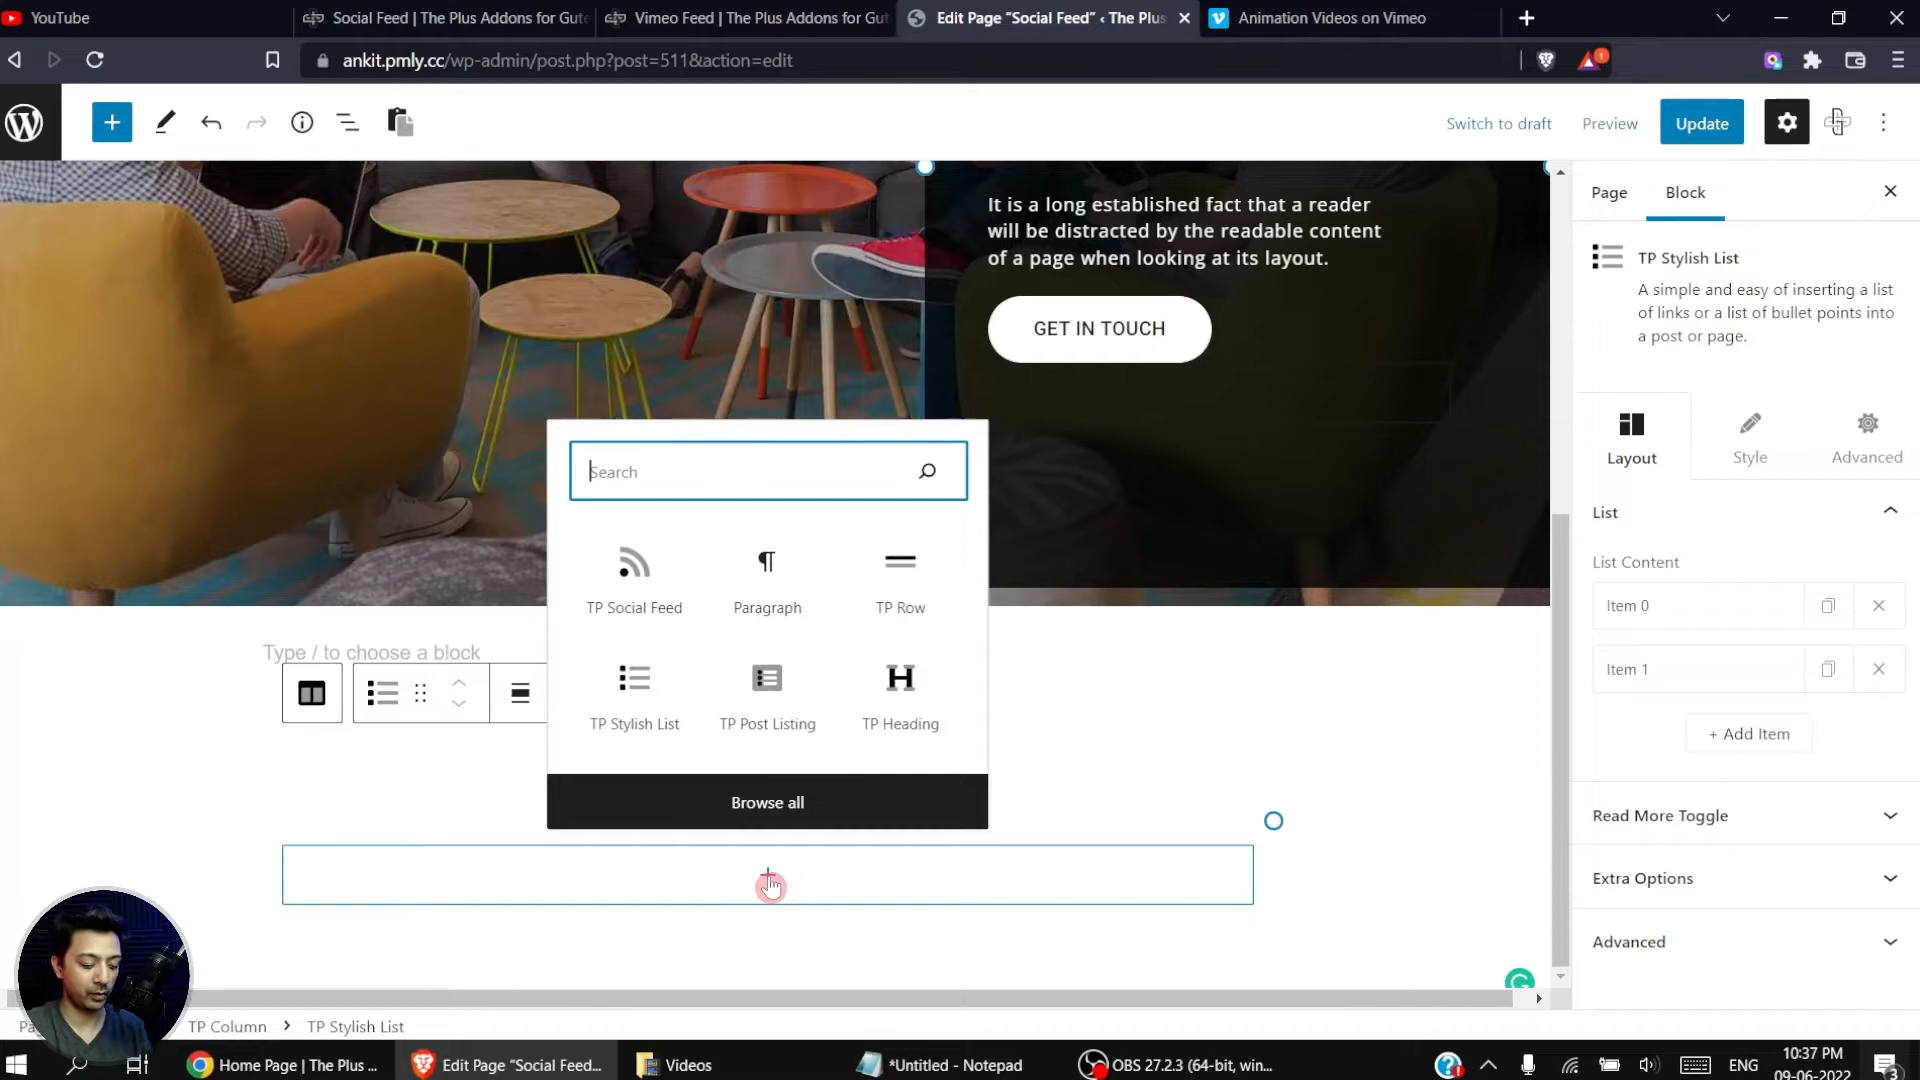 YouTube
Social Feed | The Plus Addons for Gute
Vimeo Feed | The Plus Addons for Gut
Edit Page “Social Feed” ‹ The Plus
Animation Videos on Vimeo
ankit.pmly.cc/wp-admin/post.php?post=511&action=edit
1
Switch to draft
Preview
Update
It is a long established fact that a reader
will be distracted by the readable content
of a page when looking at its layout.
GET IN TOUCH
Page
Block
TP Stylish List
A simple and easy of inserting a list
of links or a list of bullet points into
a post or page.
Layout
Style
Advanced
List
List Content
Item 0
Item 1
+ Add Item
Read More Toggle
Extra Options
Advanced
Search
TP Social Feed
Paragraph
TP Row
TP Stylish List
TP Post Listing
TP Heading
Browse all
Type / to choose a block
TP Column
TP Stylish List
Home Page | The Plus ...
Edit Page “Social Feed...
Videos
*Untitled - Notepad
OBS 27.2.3 (64-bit, win...
ENG
10:37 PM
09-06-2022
3